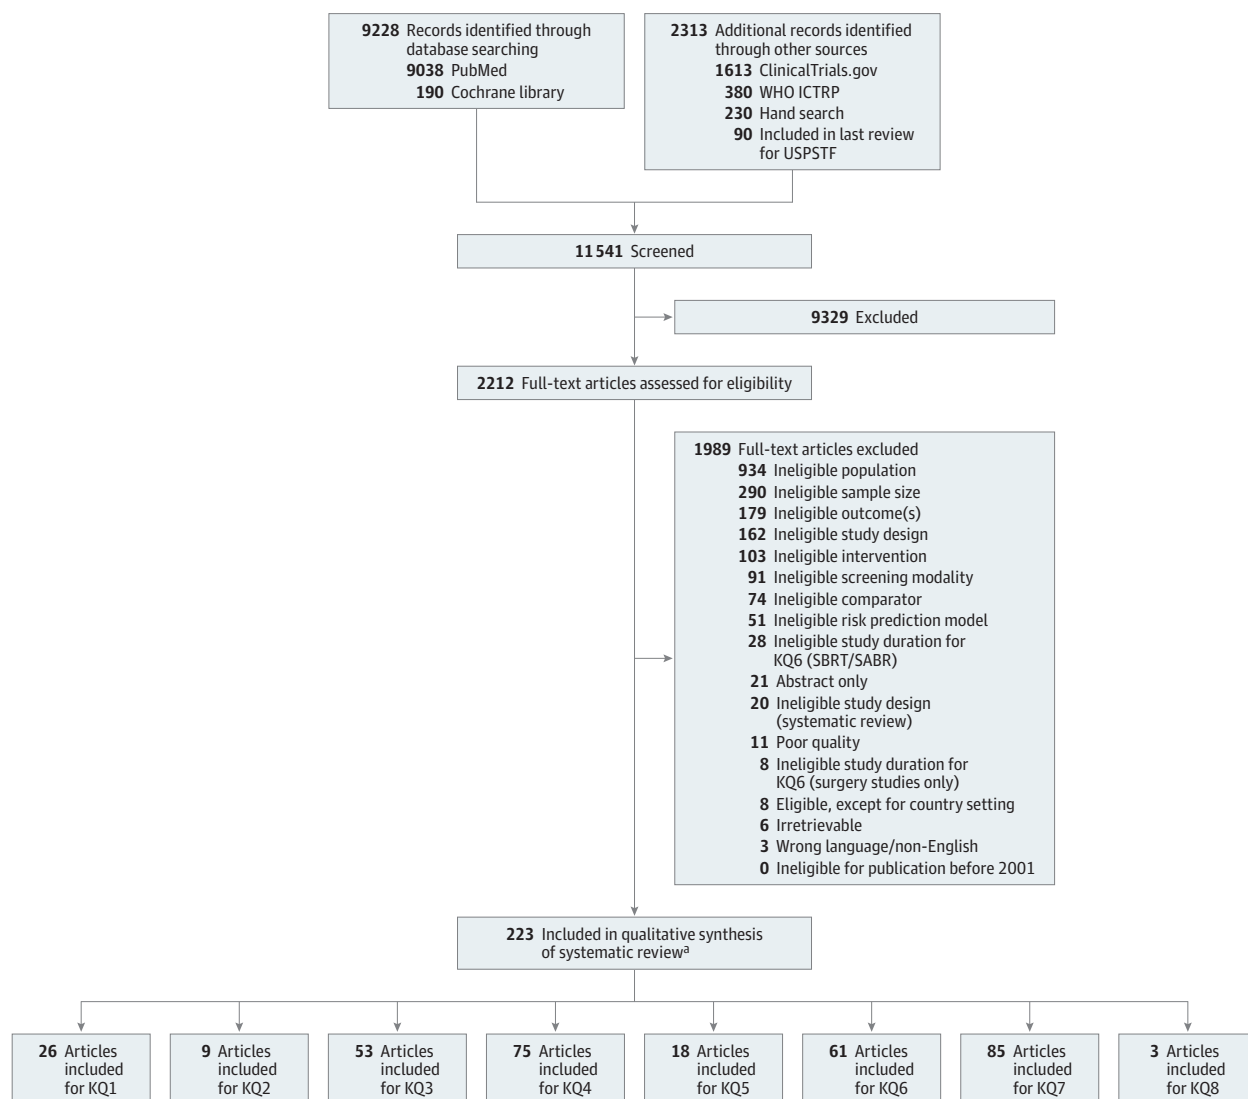 9228 Records identified through
database searching
9038 PubMed
190 Cochrane library
2313 Additional records identified
through other sources
1613 ClinicalTrials.gov
380 WHO ICTRP
230 Hand search
90 Included in last review
for USPSTF
11 541 Screened
9329 Excluded
2212 Full-text articles assessed for eligibility
1989 Full-text articles excluded
934 Ineligible population
290 Ineligible sample size
179 Ineligible outcome(s)
162 Ineligible study design
103 Ineligible intervention
91 Ineligible screening modality
74 Ineligible comparator
51 Ineligible risk prediction model
28 Ineligible study duration for
KQ6 (SBRT/SABR)
21 Abstract only
20 Ineligible study design
(systematic review)
11 Poor quality
8 Ineligible study duration for
KQ6 (surgery studies only)
8 Eligible, except for country setting
6 Irretrievable
3 Wrong language/non-English
0 Ineligible for publication before 2001
223 Included in qualitative synthesis
of systematic reviewa
26 Articles
included
for KQ1
9 Articles
included
for KQ2
53 Articles
included
for KQ3
75 Articles
included
for KQ4
18 Articles
included
for KQ5
61 Articles
included
for KQ6
85 Articles
included
for KQ7
3 Articles
included
for KQ8